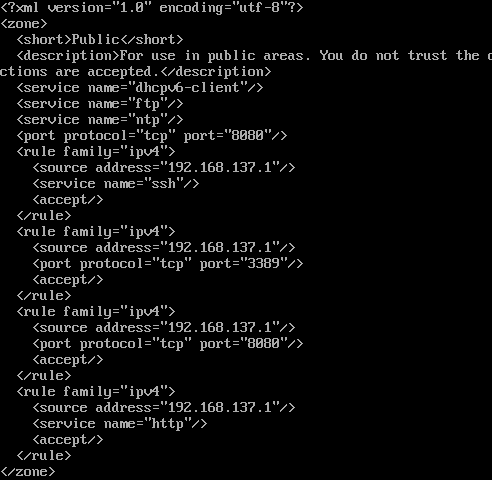 <?xml version="1.0" encoding="utf-8"?>
<zone>
  <short>Public</short>
  <description>For use in public areas. You do not trust the
ctions are accepted.</description>
  <service name="dhcpv6-client"/>
  <service name="ftp"/>
  <service name="ntp"/>
  <port protocol="tcp" port="8080"/>
  <rule family="ipv4">
    <source address="192.168.137.1"/>
    <service name="ssh"/>
    <accept/>
  </rule>
  <rule family="ipv4">
    <source address="192.168.137.1"/>
    <port protocol="tcp" port="3389"/>
    <accept/>
  </rule>
  <rule family="ipv4">
    <source address="192.168.137.1"/>
    <port protocol="tcp" port="8080"/>
    <accept/>
  </rule>
  <rule family="ipv4">
    <source address="192.168.137.1"/>
    <service name="http"/>
    <accept/>
  </rule>
</zone>